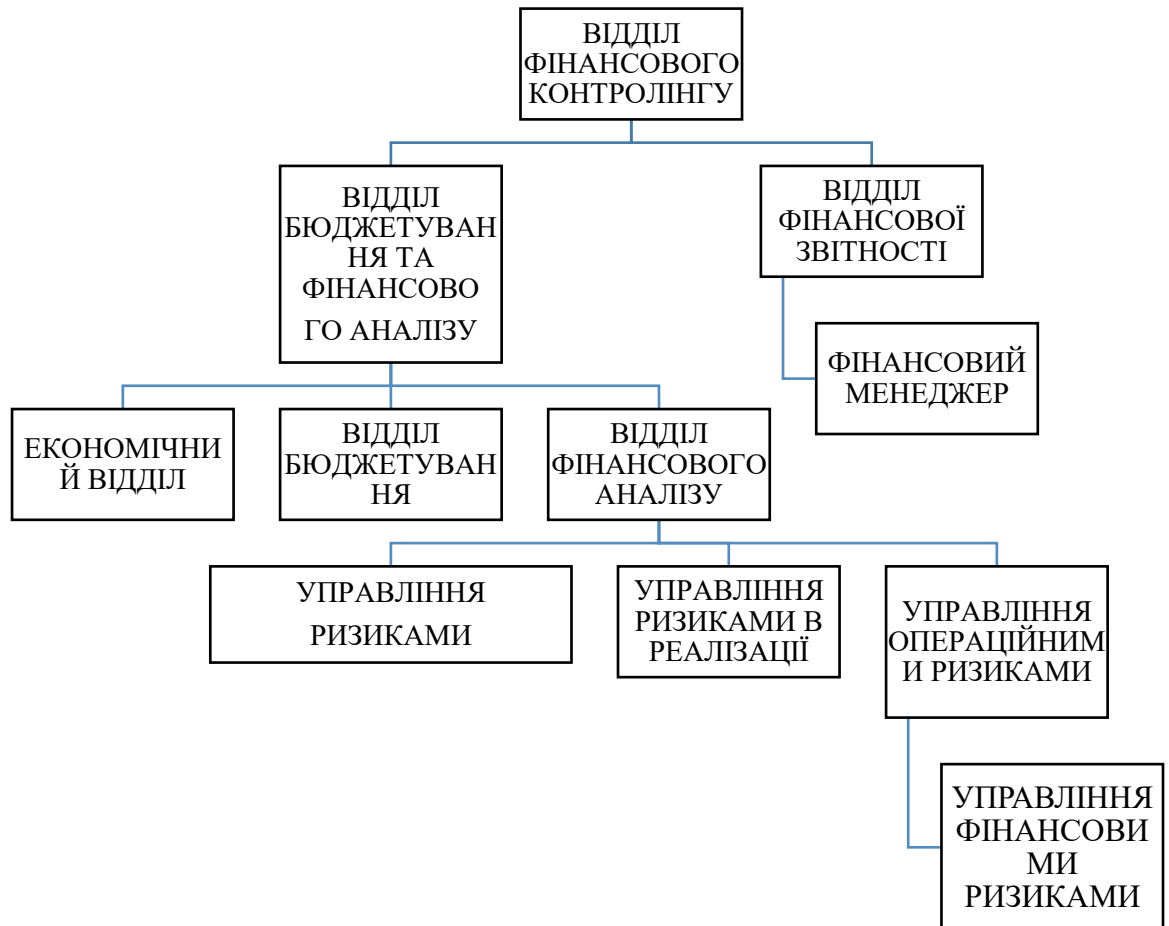 ВІДДІЛ
ФІНАНСОВОГО
КОНТРОЛІНГУ
ВІДДІЛ
БЮДЖЕТУВАН
НЯ ТА
ФІНАНСОВО
ГО АНАЛІЗУ
ВІДДІЛ
ФІНАНСОВОЇ
ЗВІТНОСТІ
ФІНАНСОВИЙ
МЕНЕДЖЕР
ЕКОНОМІЧНИ
Й ВІДДІЛ
ВІДДІЛ
БЮДЖЕТУВАН
НЯ
ВІДДІЛ
ФІНАНСОВОГО
АНАЛІЗУ
УПРАВЛІННЯ
РИЗИКАМИ
УПРАВЛІННЯ
РИЗИКАМИ В
РЕАЛІЗАЦІЇ
УПРАВЛІННЯ
ОПЕРАЦІЙНИМ
И РИЗИКАМИ
УПРАВЛІННЯ
ФІНАНСОВИ
МИ
РИЗИКАМИ